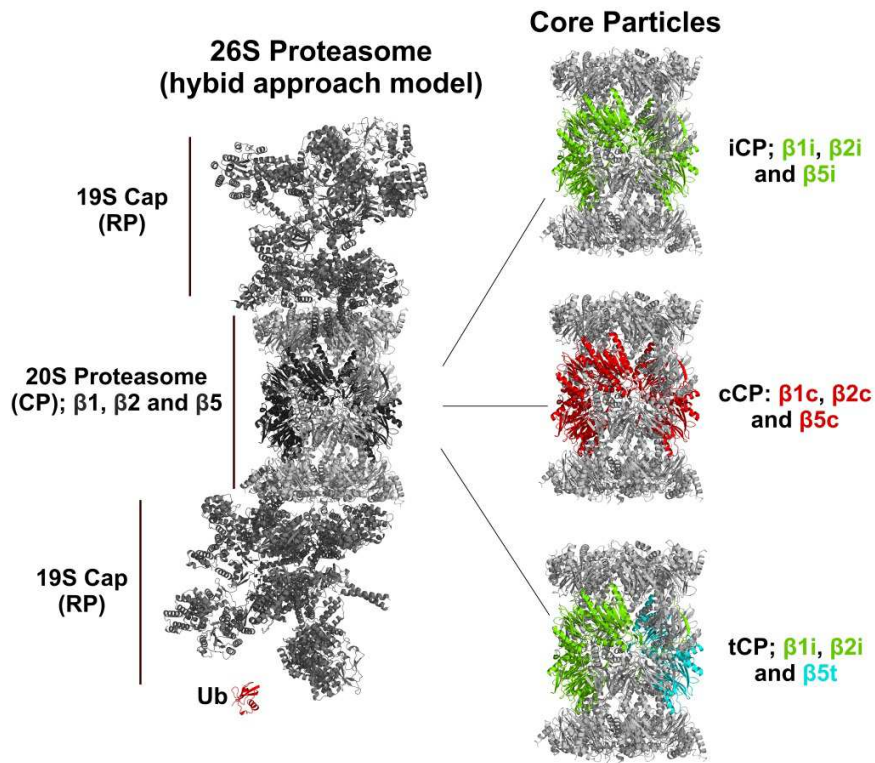 26S Proteasome
(hybid approach model)
19S Cap
(RP)
20S Proteasome
(CP); β1, β2 and β5
19S Cap
(RP)
Ub
Core Particles
iCP; β1i, β2i
and β5i
cCP: β1c, β2c
and β5c
tCP; β1i, β2i
and β5t